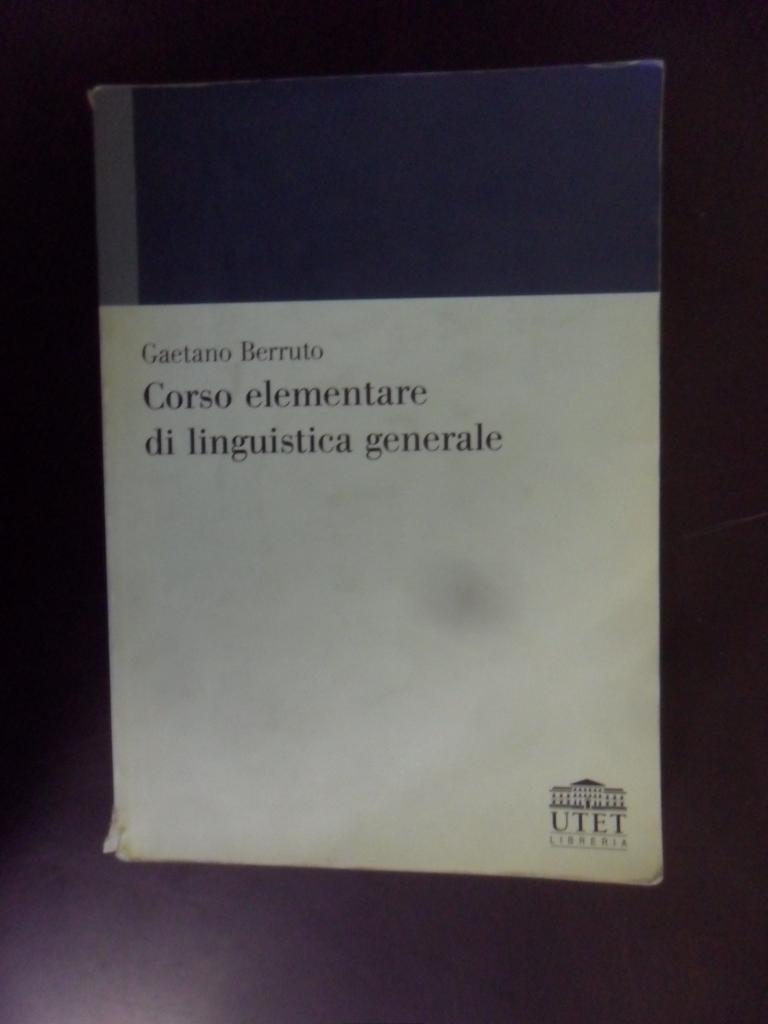 Gaetano Berruto
Corso elementare
di linguistica generale
UTET
LIBRERIA